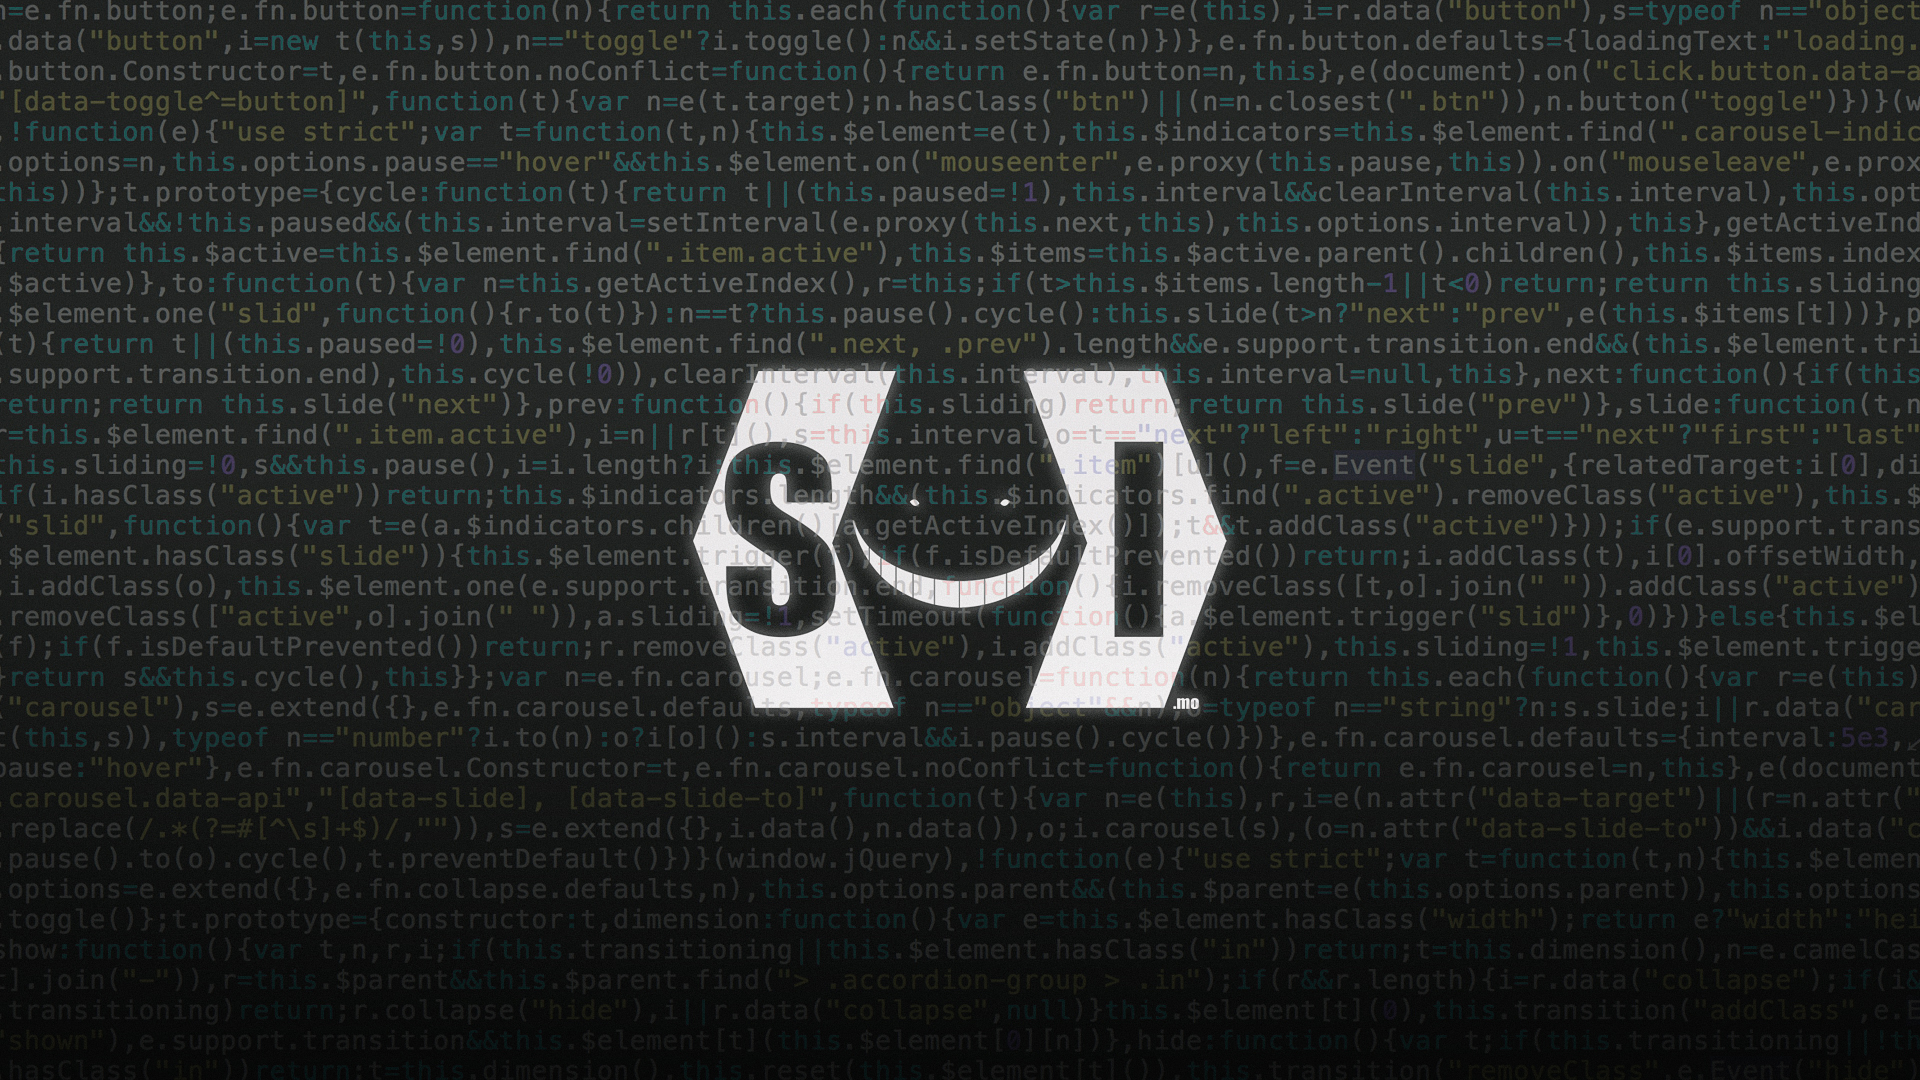 n=e.fn.button;e.fn.button=function(n){return this.each(function(){var r=e(this),i=r.data("button"),s=typeof n=="object
.data("button",i=new t(this,s)),n=="toggle"?i.toggle():n&&i.setState(n)})},e.fn.button.defaults={loadingText:"loading.
.button.Constructor=t,e.fn.button.noConflict=function(){return e.fn.button=n,this},e(document).on("click.button.data-a
"[data-toggle^=button]",function(t){var n=e(t.target);n.hasClass("btn")||(n=n.closest(".btn")),n.button("toggle")})}(w
,!function(e){"use strict";var t=function(t,n){this.$element=e(t),this.$indicators=this.$element.find(".carousel-indic
.options=n,this.options.pause=="hover"&&this.$element.on("mouseenter",e.proxy(this.pause,this)).on("mouseleave",e.prox
this))};t.prototype={cycle:function(t){return t||(this.paused=!1),this.interval&&clearInterval(this.interval),this.opt
.interval&&!this.paused&&(this.interval=setInterval(e.proxy(this.next,this),this.options.interval)),this},getActiveInd
{return this.$active=this.$element.find(".item.active"),this.$items=this.$active.parent().children(),this.$items.index
.$active)},to:function(t){var n=this.getActiveIndex(),r=this;if(t>this.$items.length-1||t<0)return;return this.sliding
.$element.one("slid",function(){r.to(t)}):n==t?this.pause().cycle():this.slide(t>n?"next":"prev",e(this.$items[t]))},p
(t){return t||(this.paused=!0),this.$element.find(".next, .prev").length&&e.support.transition.end&&(this.$element.tri
.support.transition.end),this.cycle(!0)),clearInterval(this.interval),this.interval=null,this},next:function(){if(this
return;return this.slide("next")},prev:function(){if(this.sliding)return;return this.slide("prev")},slide:function(t,n
r=this.$element.find(".item.active"),i=n||r[t](),s=this.interval,o=t=="next"?"left":"right",u=t=="next"?"first":"last"
this.sliding=!0,s&&this.pause(),i=i.length?i:this.$element.find(".item")[u](),f=e.Event("slide",{relatedTarget:i[0],di
if(i.hasClass("active"))return;this.$indicators.length&&(this.$indicators.find(".active").removeClass("active"),this.$
("slid",function(){var t=e(a.$indicators.children()[a.getActiveIndex()]);t&&t.addClass("active")}));if(e.support.trans
.$element.hasClass("slide")){this.$element.trigger(f);if(f.isDefaultPrevented())return;i.addClass(t),i[0].offsetWidth,
i.addClass(o),this.$element.one(e.support.transition.end,function(){i.removeClass([t,o].join(" ")).addClass("active")
.removeClass(["active",o].join(" ")),a.sliding=!1,setTimeout(function(){a.$element.trigger("slid")},0)})}else{this.$el
(f);if(f.isDefaultPrevented())return;r.removeClass("active"),i.addClass("active"),this.sliding=!1,this.$element.trigge
}return s&&this.cycle(),this}};var n=e.fn.carousel;e.fn.carousel=function(n){return this.each(function(){var r=e(this)
("carousel"),s=e.extend({},e.fn.carousel.defaults,typeof n=="object"&&n),o=typeof n=="string"?n:s.slide;i||r.data("car
t(this,s)),typeof n=="number"?i.to(n):o?i[o]():s.interval&&i.pause().cycle()})},e.fn.carousel.defaults={interval:5e3,
pause:"hover"},e.fn.carousel.Constructor=t,e.fn.carousel.noConflict=function(){return e.fn.carousel=n,this},e(document
.carousel.data-api","[data-slide], [data-slide-to]",function(t){var n=e(this),r,i=e(n.attr("data-target")||(r=n.attr("
.replace(/.*(?=#[^\s]+$)/,"")),s=e.extend({},i.data(),n.data()),o;i.carousel(s),(o=n.attr("data-slide-to"))&&i.data("c
.pause().to(o).cycle(),t.preventDefault()})}(window.jQuery),!function(e){"use strict";var t=function(t,n){this.$elemen
.options=e.extend({},e.fn.collapse.defaults,n),this.options.parent&&(this.$parent=e(this.options.parent)),this.options
.toggle()};t.prototype={constructor:t,dimension:function(){var e=this.$element.hasClass("width");return e?"width":"hei
show:function(){var t,n,r,i;if(this.transitioning||this.$element.hasClass("in"))return;t=this.dimension(),n=e.camelCas
t].join("-")),r=this.$parent&&this.$parent.find("> .accordion-group > .in");if(r&&r.length){i=r.data("collapse");if(i&
.transitioning)return;r.collapse("hide"),i||r.data("collapse",null)}this.$element[t](0),this.transition("addClass",e.E
"shown"),e.support.transition&&this.$element[t](this.$element[0][n])},hide:function(){var t;if(this.transitioning||!th
.hasClass("in"))return;t=this.dimension(),this.reset(this.$element[t]()),this.transition("removeClass",e.Event("hide"
S I
.mo